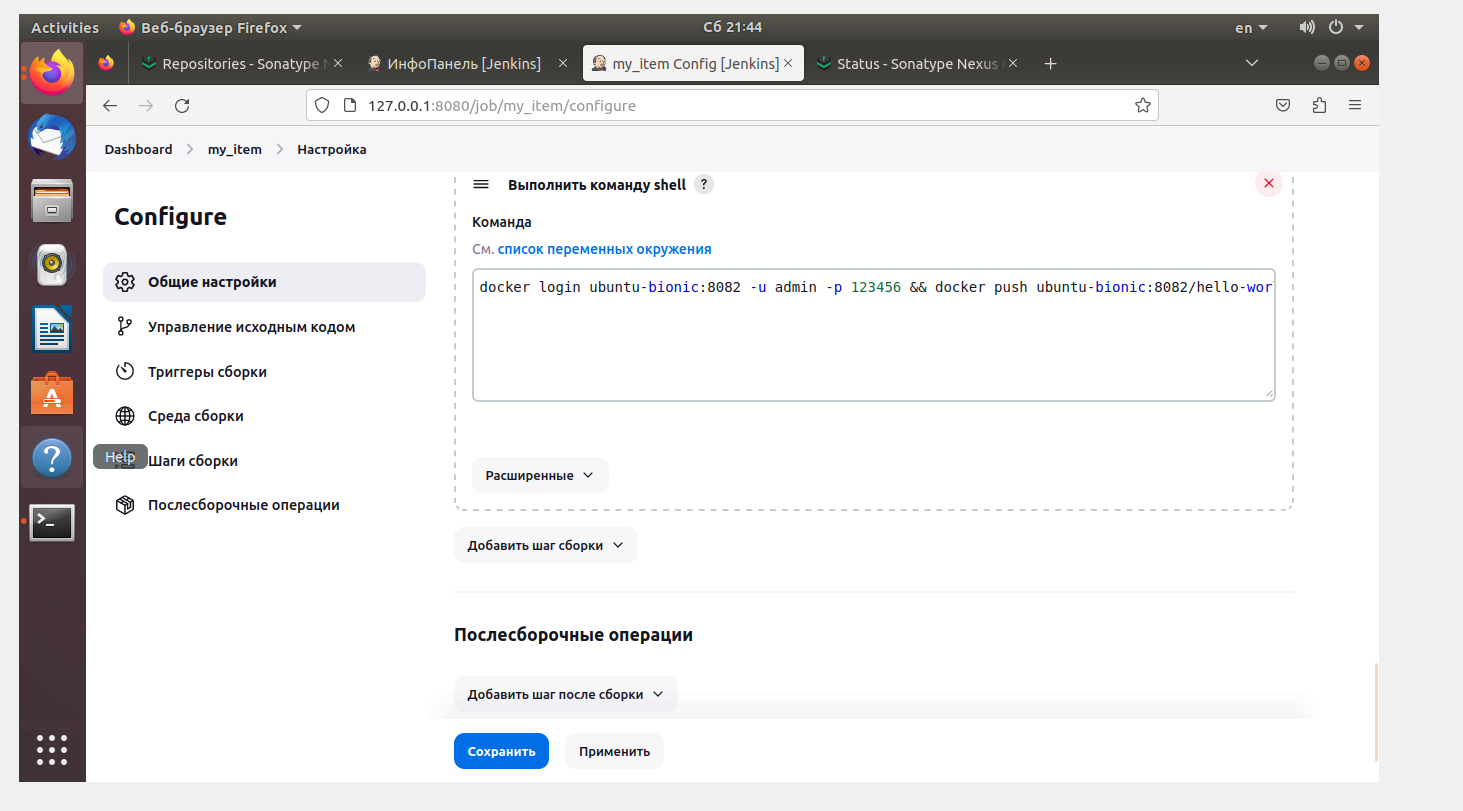 Activities Веб-браузер Firefox Сб 21:44 en
Repositories - Sonatype ИнфоПанель [Jenkins] my_item Config [Jenkins] Status - Sonatype Nexus
127.0.0.1:8080/job/my_item/configure
Dashboard my_item Настройка
Configure
Общие настройки
Управление исходным кодом
Триггеры сборки
Среда сборки
Help
Шаги сборки
Послесборочные операции
Выполнить команду shell ?
Команда
См. список переменных окружения
docker login ubuntu-bionic:8082 -u admin -p 123456 && docker push ubuntu-bionic:8082/hello-wor
Расширенные
Добавить шаг сборки
Послесборочные операции
Добавить шаг после сборки
Сохранить Применить